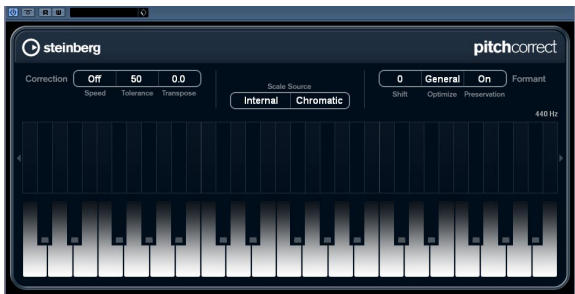 R W
steinberg
pitchcorrect
Correction Off 50 0.0
Speed Tolerance Transpose
Scale Source
Internal Chromatic
0 General On Formant
Shift Optimize Preservation
440 Hz